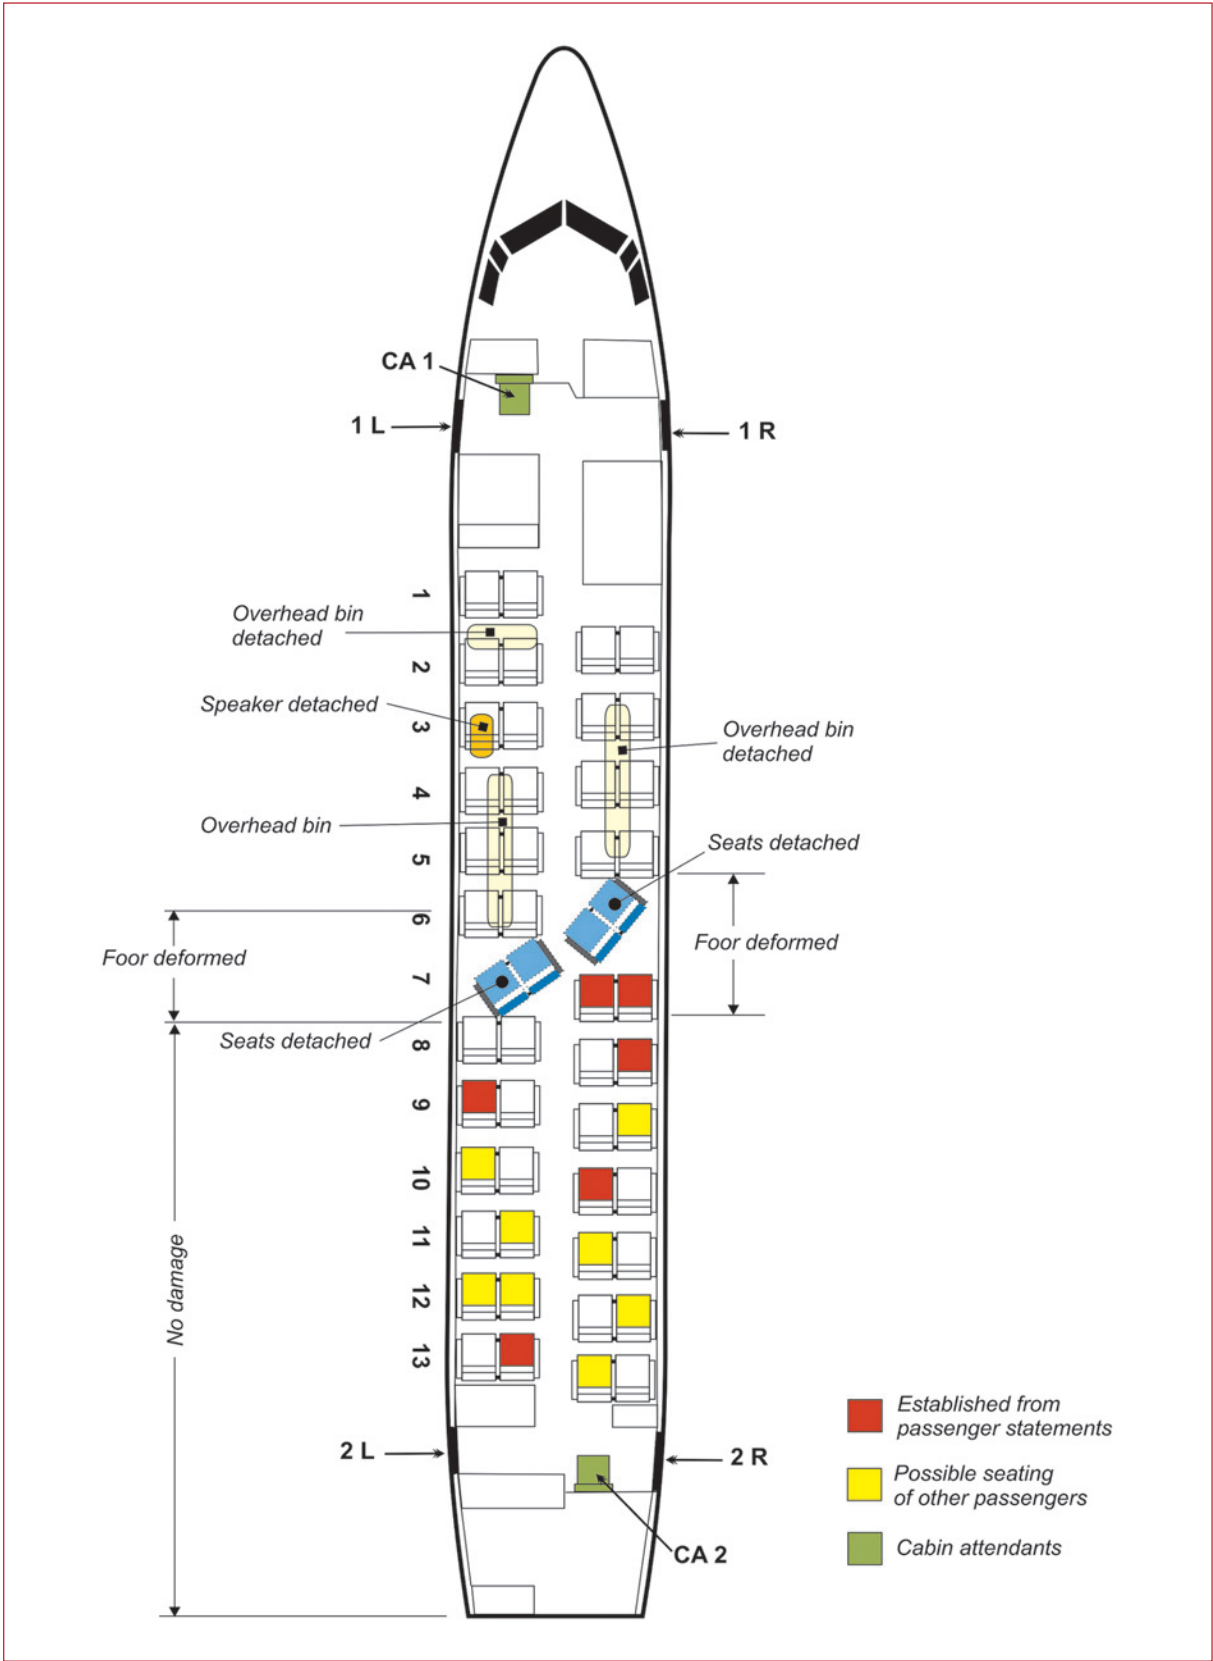 CA 1
1 L
1 R
1
Overhead bin
detached
2
Speaker detached
3
Overhead bin
detached
4
Overhead bin
5
Seats detached
6
Foor deformed
Foor deformed
7
Seats detached
8
9
10
11
No damage
12
13
Established from
passenger statements
2 L
2 R
Possible seating
of other passengers
CA 2
Cabin attendants